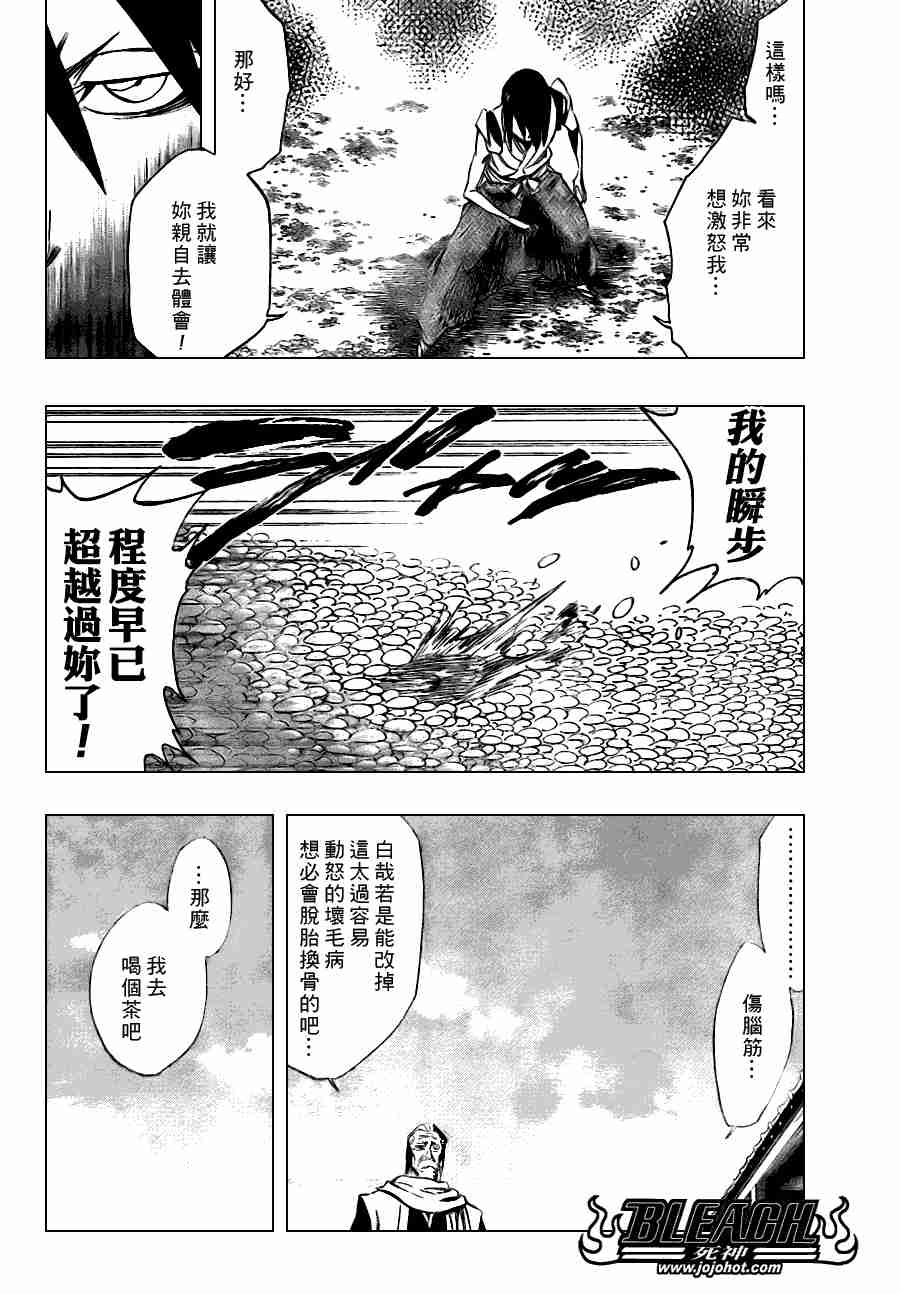 這樣嗎…
看來
妳非常
想激怒我…
那好…
我就讓
妳親自去體會!
我的瞬步
程度早已
超越過妳了!
………………
傷腦筋…
白哉若是能改掉
這太過容易
動怒的壞毛病
想必會脫胎換骨的吧…
…那麼
我去
喝個茶吧
BLEACH
死神
www.jojohot.com